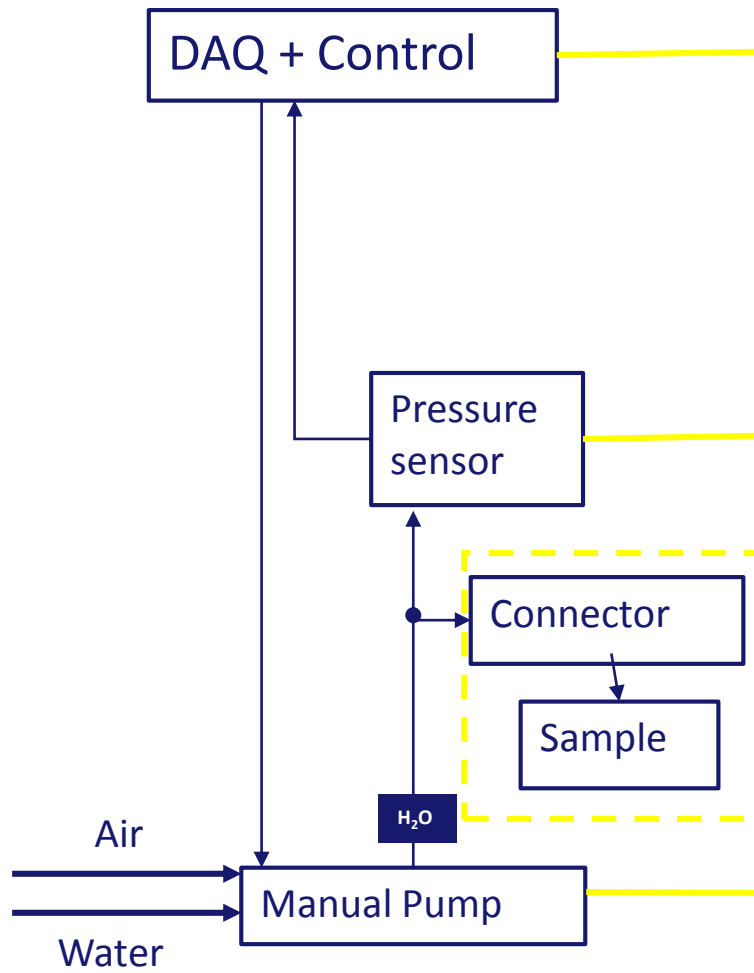 DAQ + Control
Pressure
sensor
Connector
Sample
H₂O
Air
Manual Pump
Water